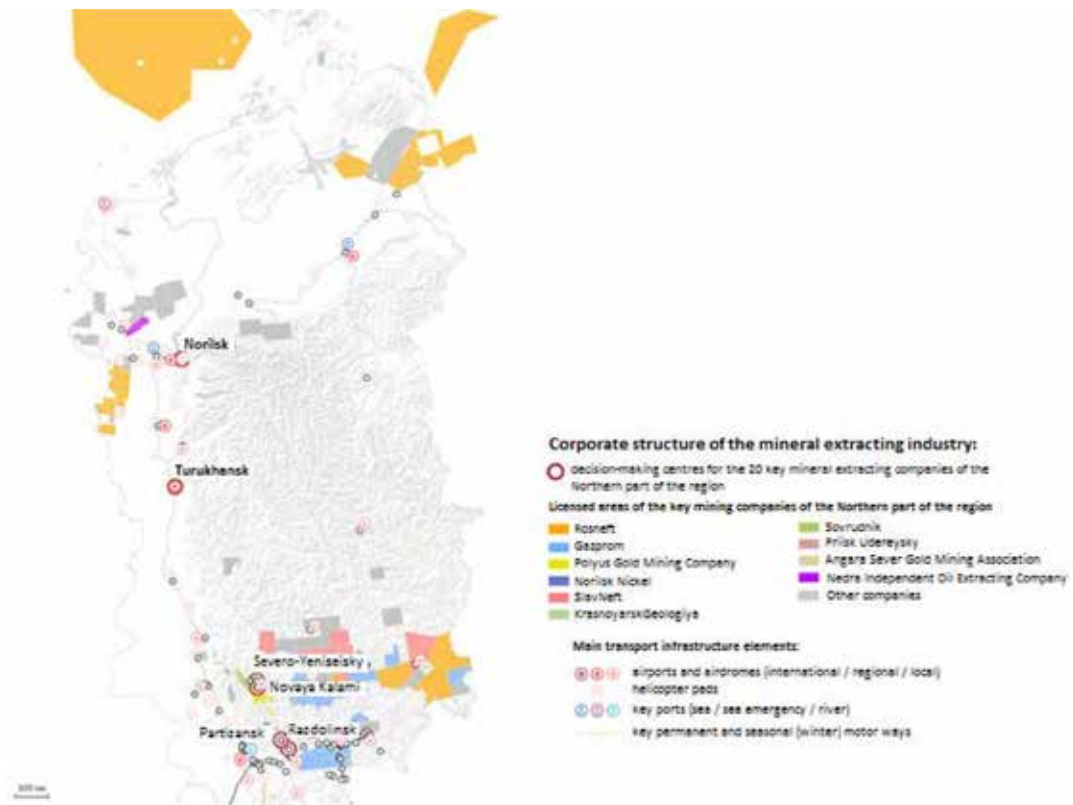 Norilsk
Turukhansk
Severo-Yeniseisky
Novaya Kalami
Partizansk
Razdolinsk
Corporate structure of the mineral extracting industry:
decision-making centres for the 20 key mineral extracting companies of the
Northern part of the region
Licensed areas of the key mining companies of the Northern part of the region
Rosneft
Gazprom
Polyus Gold Mining Company
Norilsk Nickel
SlavNeft
KrasnoyarskGeologiya
Sovrudnik
Priisk Udereysky
Angara Sever Gold Mining Association
Nedra Independent Oil Extracting Company
Other companies
Main transport infrastructure elements:
airports and airdromes (international / regional / local)
helicopter pads
key ports (sea / see emergency / river)
key permanent and seasonal (winter) motor ways